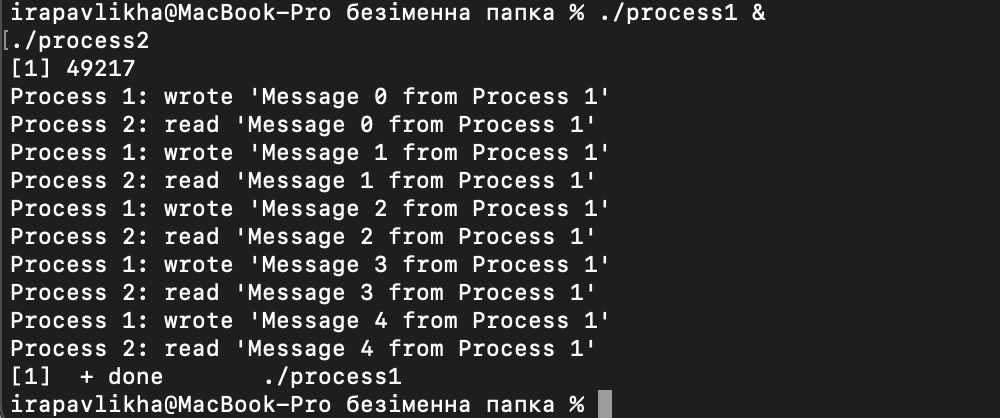 irapavlikha@MacBook-Pro безіменна папка % ./process1 &
[./process2
[1] 49217
Process 1: wrote 'Message 0 from Process 1'
Process 2: read 'Message 0 from Process 1'
Process 1: wrote 'Message 1 from Process 1'
Process 2: read 'Message 1 from Process 1'
Process 1: wrote 'Message 2 from Process 1'
Process 2: read 'Message 2 from Process 1'
Process 1: wrote 'Message 3 from Process 1'
Process 2: read 'Message 3 from Process 1'
Process 1: wrote 'Message 4 from Process 1'
Process 2: read 'Message 4 from Process 1'
[1]  + done       ./process1
irapavlikha@MacBook-Pro безіменна папка %